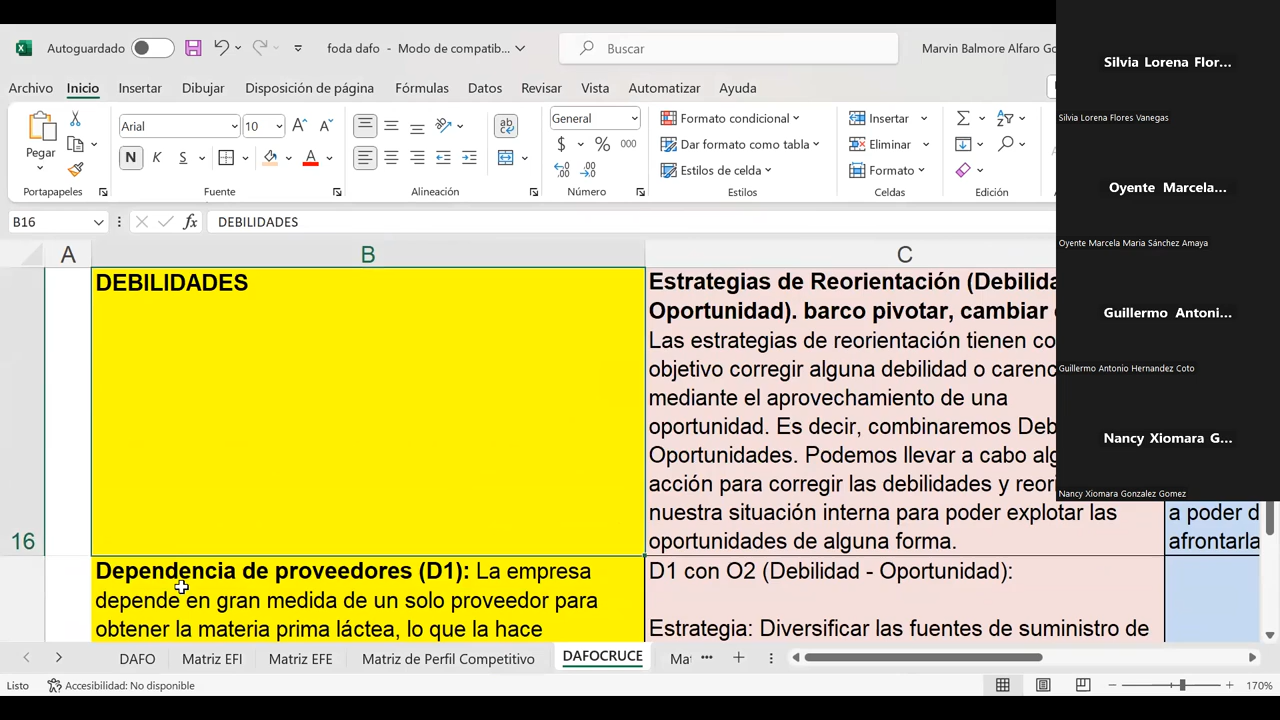 Autoguardado
foda dafo - Modo de compatib...
Buscar
Marvin Balmore Alfaro Go
Archivo
Inicio
Insertar
Dibujar
Disposición de página
Fórmulas
Datos
Revisar
Vista
Automatizar
Ayuda
Pegar
Portapapeles
Arial
10
N K S
Fuente
Alineación
General
$ % 000
Número
Formato condicional
Dar formato como tabla
Estilos de celda
Estilos
Insertar
Eliminar
Formato
Celdas
Edición
B16
fx
DEBILIDADES
A
B
C
16
DEBILIDADES
Estrategias de Reorientación (Debilida
Oportunidad). barco pivotar, cambiar
Las estrategias de reorientación tienen co
objetivo corregir alguna debilidad o carenc
mediante el aprovechamiento de una
oportunidad. Es decir, combinaremos Deb
Oportunidades. Podemos llevar a cabo alg
acción para corregir las debilidades y reori
nuestra situación interna para poder explotar las
oportunidades de alguna forma.
a poder d
afrontarla
Dependencia de proveedores (D1): La empresa
depende en gran medida de un solo proveedor para
obtener la materia prima láctea, lo que la hace
D1 con O2 (Debilidad - Oportunidad):
Estrategia: Diversificar las fuentes de suministro de
DAFO
Matriz EFI
Matriz EFE
Matriz de Perfil Competitivo
DAFOCRUCE
Ma
Listo
Accesibilidad: No disponible
170%
Silvia Lorena Flor...
Silvia Lorena Flores Vanegas
Oyente Marcela...
Oyente Marcela Maria Sánchez Amaya
Guillermo Antoni...
Guillermo Antonio Hernandez Coto
Nancy Xiomara G...
Nancy Xiomara Gonzalez Gomez